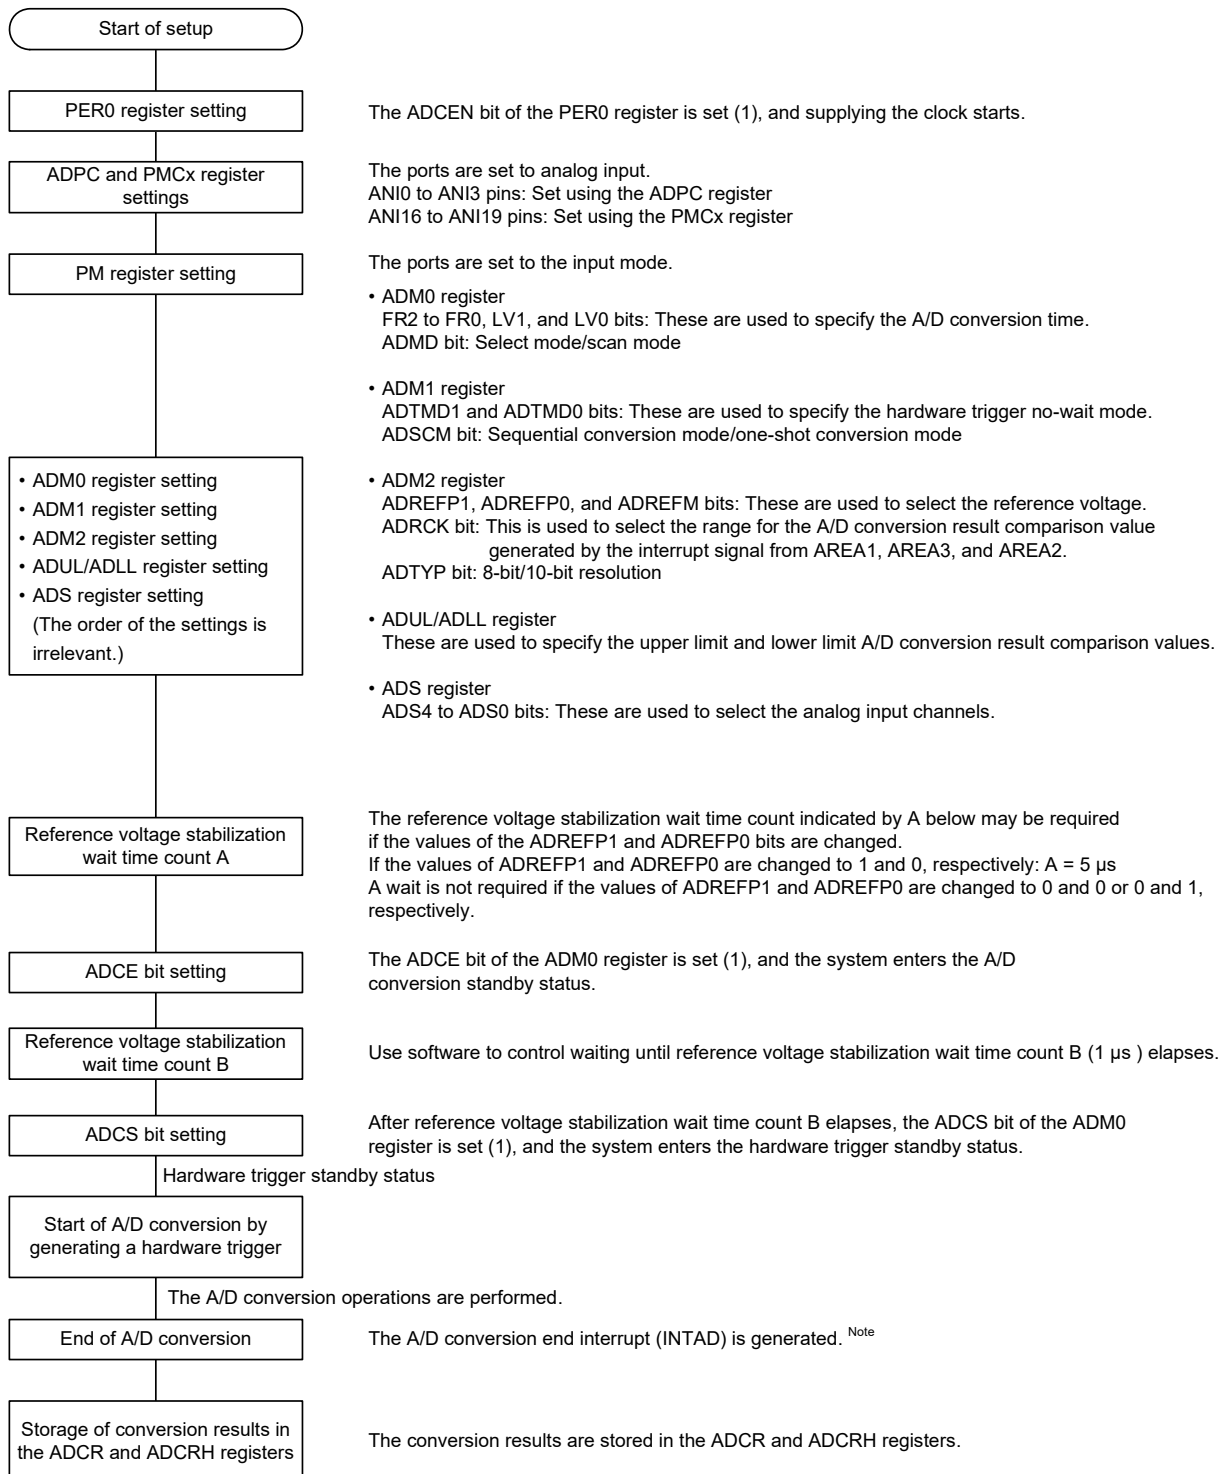 Start of setup
PER0 register setting
The ADCEN bit of the PER0 register is set (1), and supplying the clock starts.
ADPC and PMCx register
settings
The ports are set to analog input.
ANI0 to ANI3 pins: Set using the ADPC register
ANI16 to ANI19 pins: Set using the PMCx register
PM register setting
The ports are set to the input mode.
• ADM0 register setting
• ADM1 register setting
• ADM2 register setting
• ADUL/ADLL register setting
• ADS register setting
(The order of the settings is
irrelevant.)
• ADM0 register
FR2 to FR0, LV1, and LV0 bits: These are used to specify the A/D conversion time.
ADMD bit: Select mode/scan mode
• ADM1 register
ADTMD1 and ADTMD0 bits: These are used to specify the hardware trigger no-wait mode.
ADSCM bit: Sequential conversion mode/one-shot conversion mode
• ADM2 register
ADREFP1, ADREFP0, and ADREFM bits: These are used to select the reference voltage.
ADRCK bit: This is used to select the range for the A/D conversion result comparison value
generated by the interrupt signal from AREA1, AREA3, and AREA2.
ADTYP bit: 8-bit/10-bit resolution
• ADUL/ADLL register
These are used to specify the upper limit and lower limit A/D conversion result comparison values.
• ADS register
ADS4 to ADS0 bits: These are used to select the analog input channels.
Reference voltage stabilization
wait time count A
The reference voltage stabilization wait time count indicated by A below may be required
if the values of the ADREFP1 and ADREFP0 bits are changed.
If the values of ADREFP1 and ADREFP0 are changed to 1 and 0, respectively: A = 5 µs
A wait is not required if the values of ADREFP1 and ADREFP0 are changed to 0 and 0 or 0 and 1,
respectively.
ADCE bit setting
The ADCE bit of the ADM0 register is set (1), and the system enters the A/D
conversion standby status.
Reference voltage stabilization
wait time count B
Use software to control waiting until reference voltage stabilization wait time count B (1 µs ) elapses.
ADCS bit setting
After reference voltage stabilization wait time count B elapses, the ADCS bit of the ADM0
register is set (1), and the system enters the hardware trigger standby status.
Hardware trigger standby status
Start of A/D conversion by
generating a hardware trigger
The A/D conversion operations are performed.
End of A/D conversion
The A/D conversion end interrupt (INTAD) is generated. Note
Storage of conversion results in
the ADCR and ADCRH registers
The conversion results are stored in the ADCR and ADCRH registers.